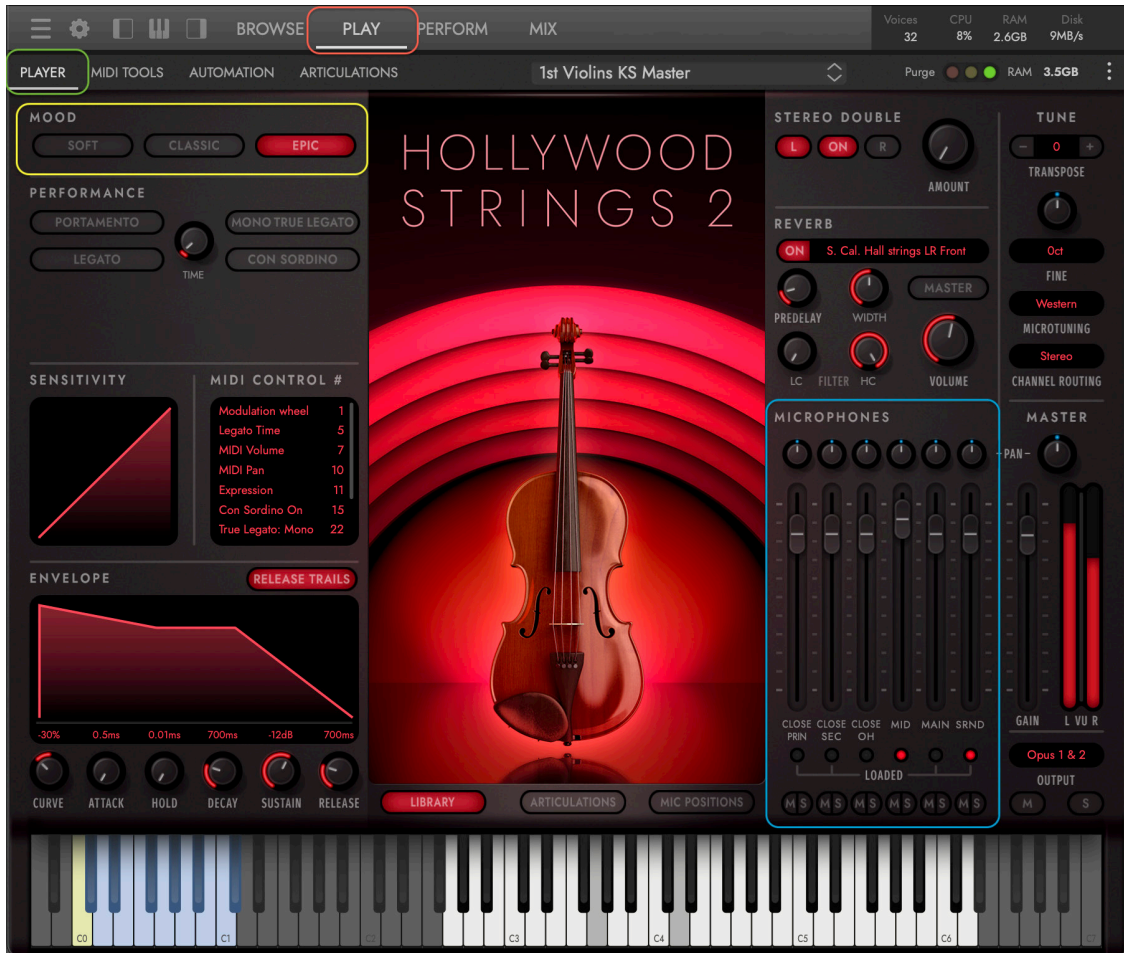 BROWSE PLAY PERFORM MIX
Voices CPU RAM Disk
32 8% 2.6GB 9MB/s
PLAYER MIDI TOOLS AUTOMATION ARTICULATIONS
1st Violins KS Master
Purge RAM 3.5GB
MOOD
SOFT CLASSIC EPIC
PERFORMANCE
PORTAMENTO MONO TRUE LEGATO
LEGATO CON SORDINO
TIME
SENSITIVITY
MIDI CONTROL #
Modulation wheel 1
Legato Time 5
MIDI Volume 7
MIDI Pan 10
Expression 11
Con Sordino On 15
True Legato: Mono 22
ENVELOPE RELEASE TRAILS
-30% 0.5ms 0.01ms 700ms -12dB 700ms
CURVE ATTACK HOLD DECAY SUSTAIN RELEASE
HOLLYWOOD
STRINGS 2
LIBRARY ARTICULATIONS MIC POSITIONS
STEREO DOUBLE
L ON R
AMOUNT
REVERB
ON S. Cal. Hall strings LR Front
MASTER
PREDELAY WIDTH
LC FILTER HC VOLUME
TUNE
- 0 +
TRANSPOSE
0ct
FINE
Western
MICROTUNING
Stereo
CHANNEL ROUTING
MICROPHONES
CLOSE CLOSE CLOSE MID MAIN SRND
PRIN SEC OH
LOADED
M S M S M S M S M S M S
MASTER
-PAN-
GAIN L VU R
Opus 1 & 2
OUTPUT
M S
C0 C1 C2 C3 C4 C5 C6 C7